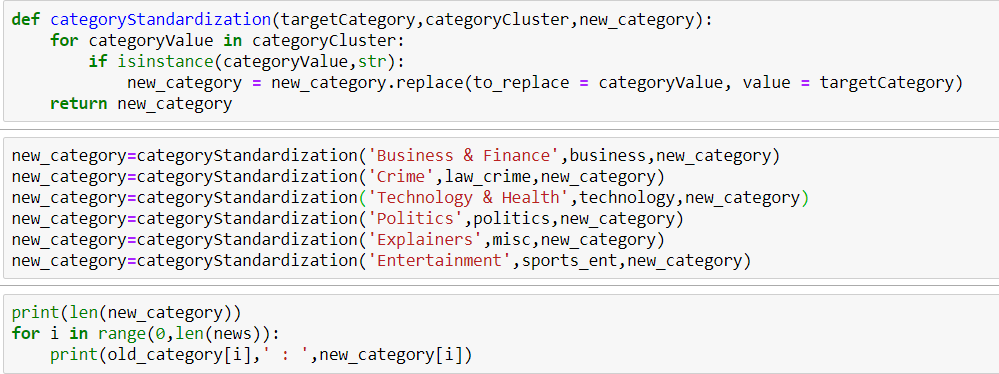 def categoryStandardization(targetCategory,categoryCluster,new_category):
    for categoryValue in categoryCluster:
        if isinstance(categoryValue,str):
            new_category = new_category.replace(to_replace = categoryValue, value = targetCategory)
    return new_category
new_category=categoryStandardization('Business & Finance',business,new_category)
new_category=categoryStandardization('Crime',law_crime,new_category)
new_category=categoryStandardization('Technology & Health',technology,new_category)
new_category=categoryStandardization('Politics',politics,new_category)
new_category=categoryStandardization('Explainers',misc,new_category)
new_category=categoryStandardization('Entertainment',sports_ent,new_category)
print(len(new_category))
for i in range(0,len(news)):
    print(old_category[i],' : ',new_category[i])